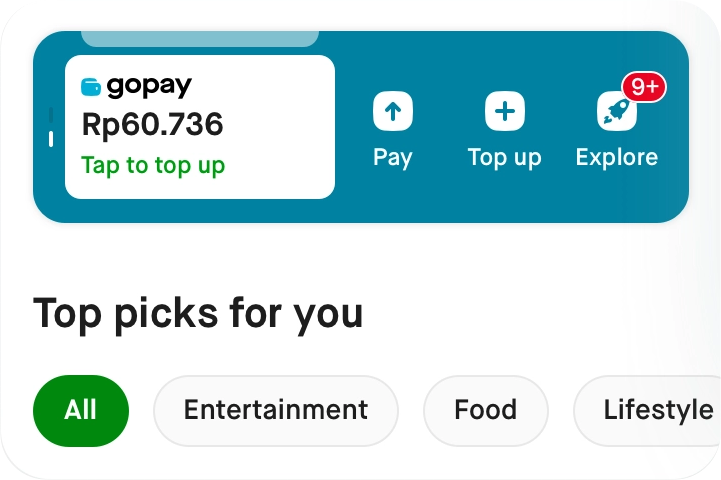 gopay
Rp60.736
Tap to top up
Pay
Top up
Explore
9+
Top picks for you
All
Entertainment
Food
Lifestyle